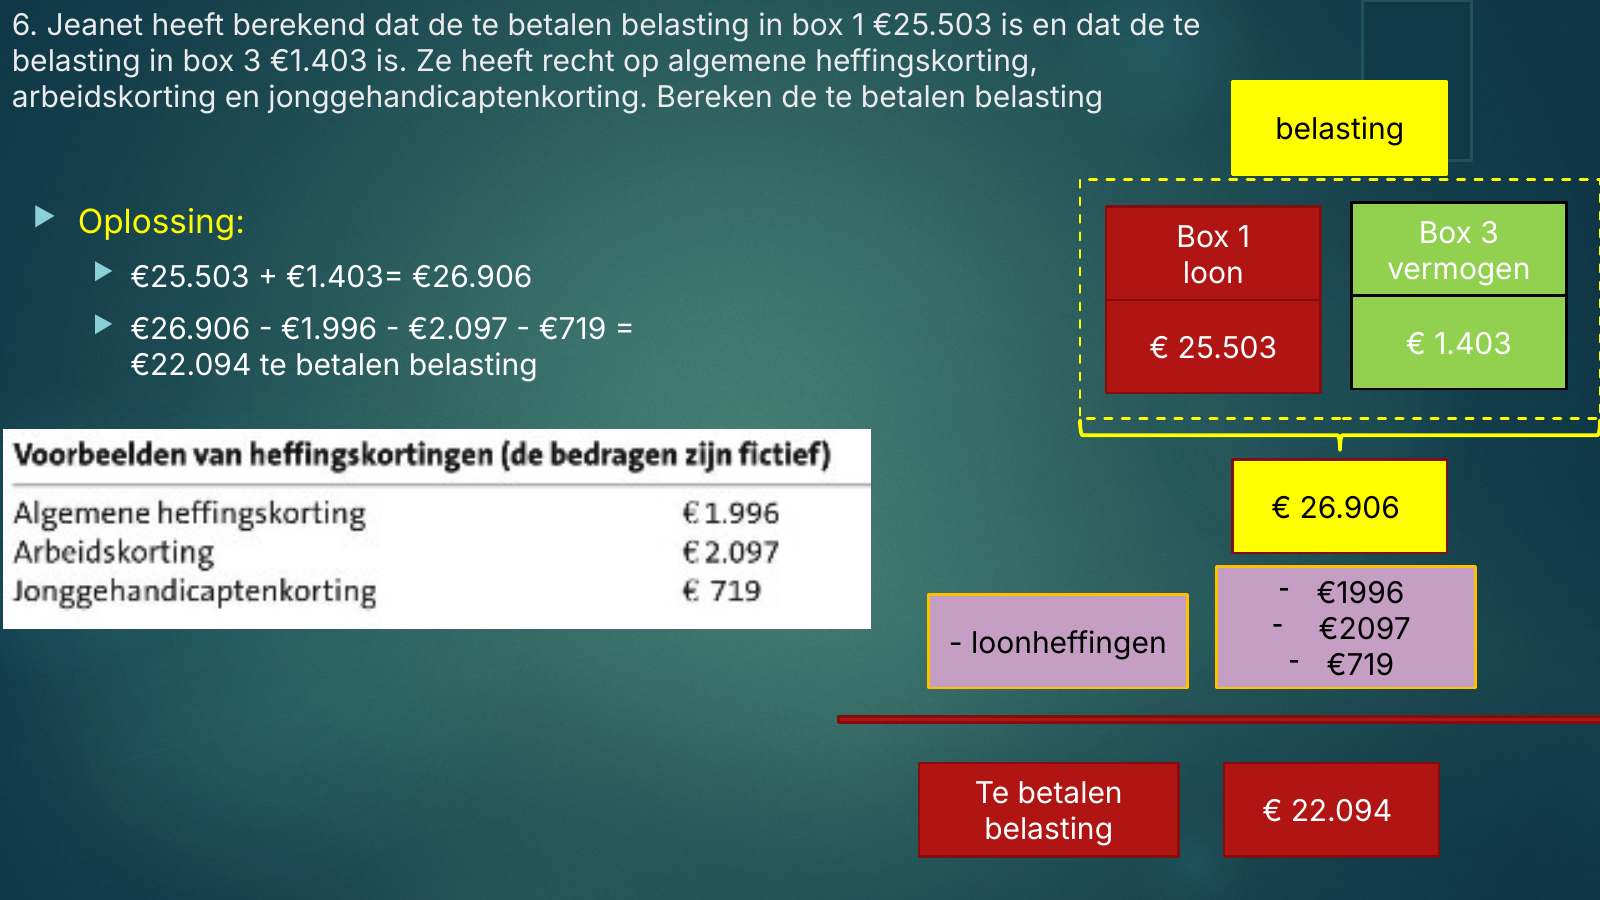 6. Jeanet heeft berekend dat de te betalen belasting in box 1 €25.503 is en dat de te
belasting in box 3 €1.403 is. Ze heeft recht op algemene heffingskorting,
arbeidskorting en jonggehandicaptenkorting. Bereken de te betalen belasting
Oplossing:
€25.503 + €1.403= €26.906
€26.906 - €1.996 - €2.097 - €719 =
€22.094 te betalen belasting
Voorbeelden van heffingskortingen (de bedragen zijn fictief)
Algemene heffingskorting € 1.996
Arbeidskorting € 2.097
Jonggehandicaptenkorting € 719
belasting
Box 1
loon
€ 25.503
Box 3
vermogen
€ 1.403
€ 26.906
- loonheffingen
- €1996
- €2097
- €719
Te betalen
belasting
€ 22.094